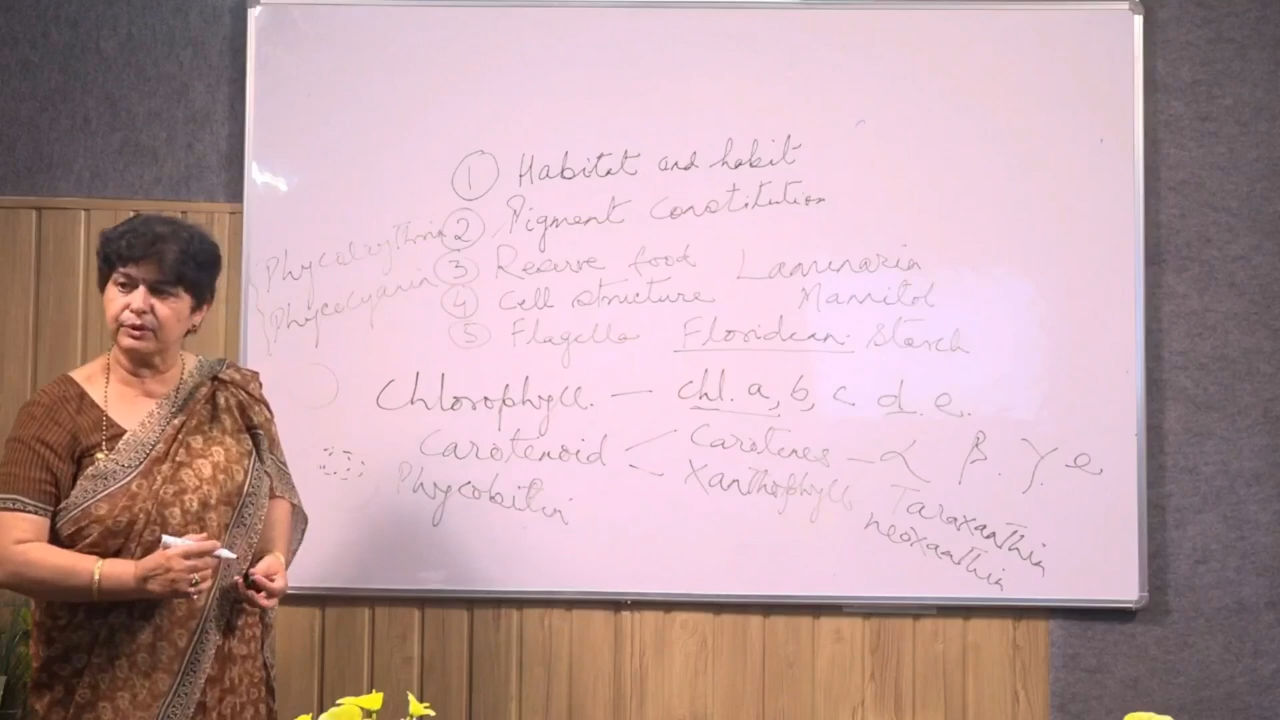 ① Habitat and habit
② Pigment Constitution
Phycoerythrin
③ Reserve food Laminarin
Phycocyanin
④ Cell structure Mannitol
⑤ Flagella Floridean Starch
Chlorophyll - chl. a, b, c d. e.
Carotenoid < Carotenes - α β. γ. e
Phycobilin Xanthophylls
Taraxanthin
neoxanthin